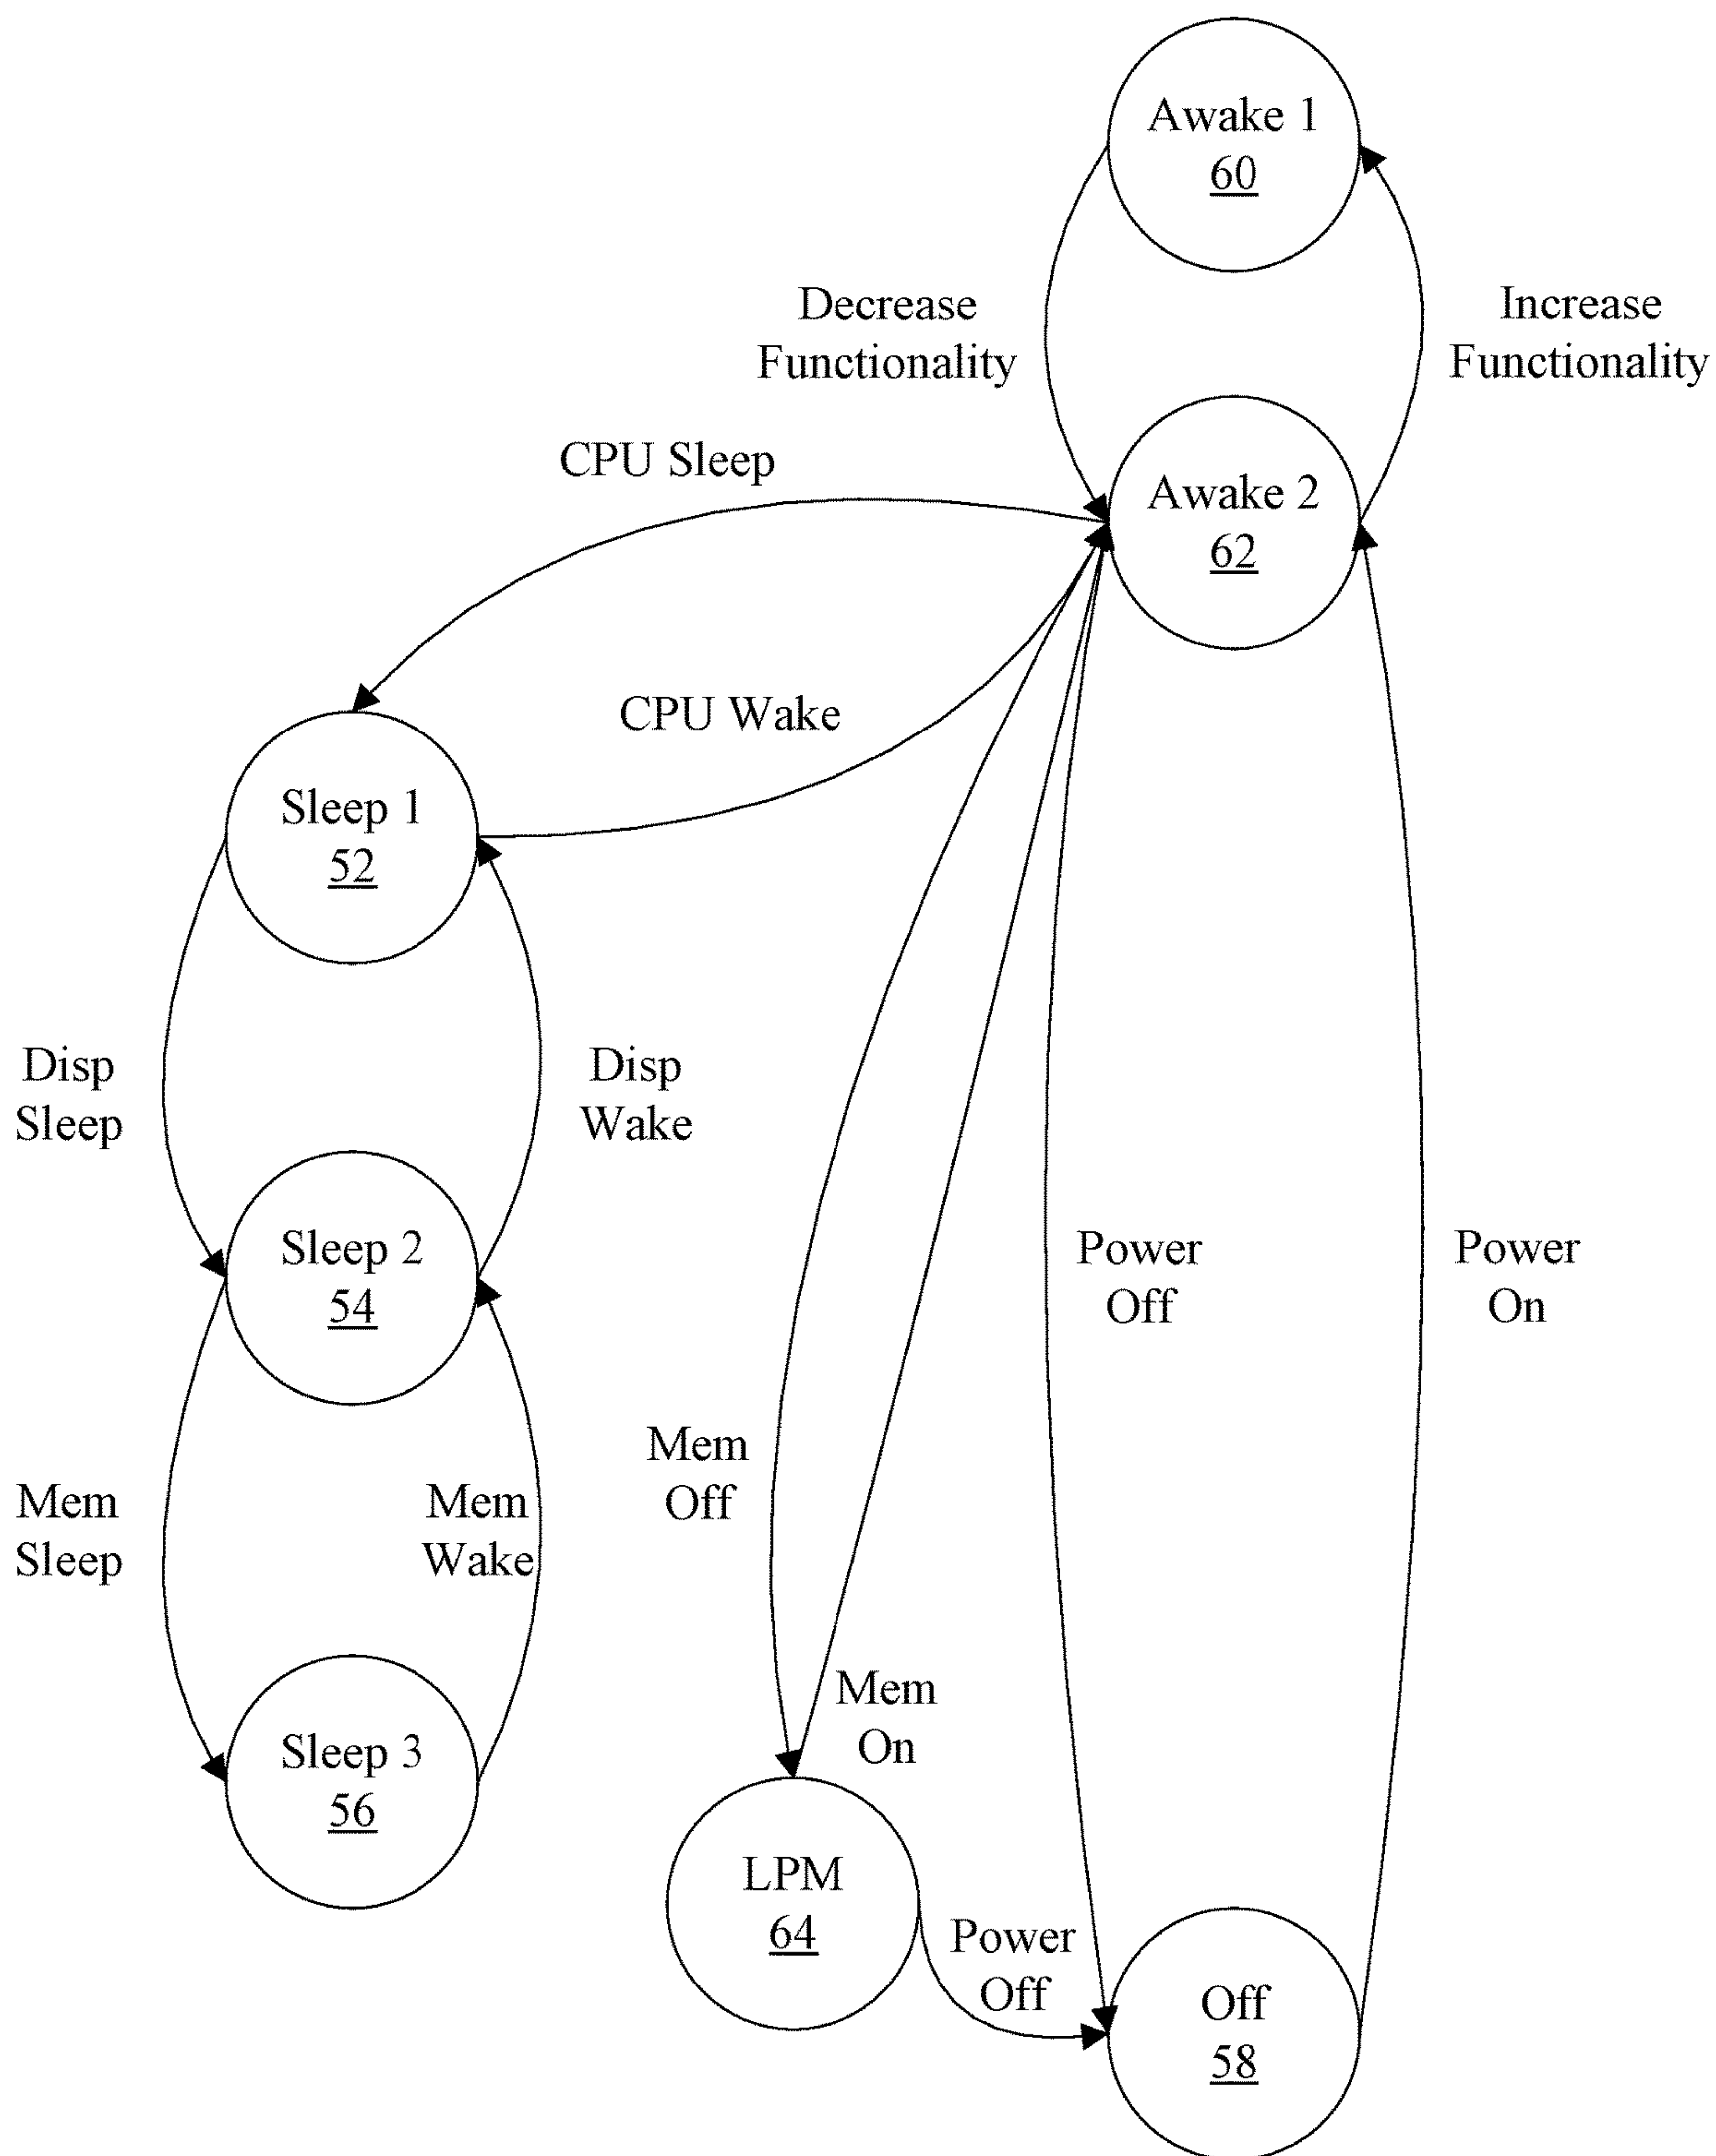 Awake 1
60
Decrease
Functionality
Increase
Functionality
CPU Sleep
Awake 2
62
CPU Wake
Sleep 1
52
Disp
Sleep
Disp
Wake
Sleep 2
54
Power
Off
Power
On
Mem
Off
Mem
Sleep
Mem
Wake
Mem
On
Sleep 3
56
LPM
64
Power
Off
Off
58